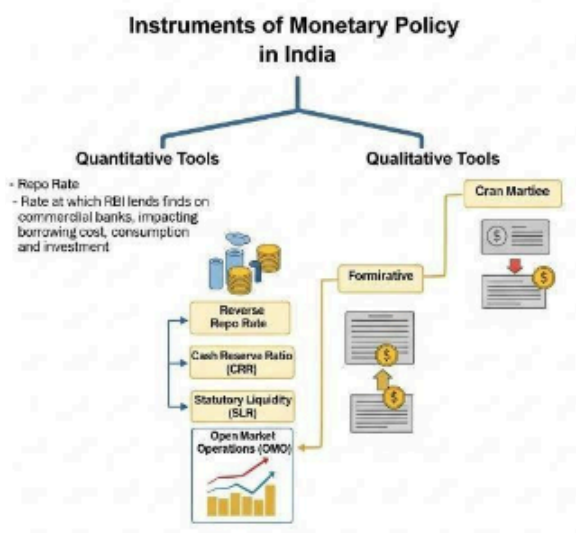 Instruments of Monetary Policy
in India
Quantitative Tools
- Repo Rate
- Rate at which RBI lends finds on
commercial banks, impacting
borrowing cost, consumption
and investment
Reverse
Repo Rate
Cash Reserve Ratio
(CRR)
Statutory Liquidity
(SLR)
Open Market
Operations (OMO)
Qualitative Tools
Cran Martiee
Formirative
$
$
$
$